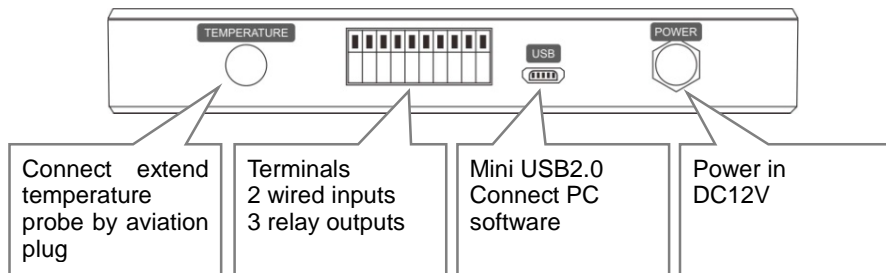 TEMPERATURE
USB
POWER
Connect extend
temperature
probe by aviation
plug
Terminals
2 wired inputs
3 relay outputs
Mini USB2.0
Connect PC
software
Power in
DC12V